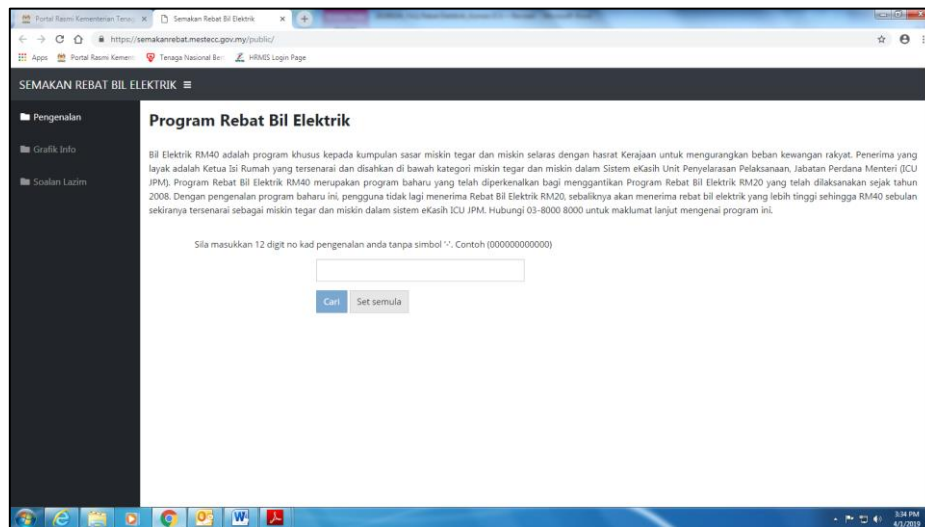 Portal Rasmi Kementerian Tena
Semakan Rebat Bil Elektrik
https://semakanrebat.mestecc.gov.my/public/
Apps Portal Rasmi Kement Tenaga Nasional Ber HRMIS Login Page
SEMAKAN REBAT BIL ELEKTRIK
Pengenalan
Grafik Info
Soalan Lazim
Program Rebat Bil Elektrik
Bil Elektrik RM40 adalah program khusus kepada kumpulan sasar miskin tegar dan miskin selaras dengan hasrat Kerajaan untuk mengurangkan beban kewangan rakyat. Penerima yang
layak adalah Ketua Isi Rumah yang tersenarai dan disahkan di bawah kategori miskin tegar dan miskin dalam Sistem eKasih Unit Penyelarasan Pelaksanaan, Jabatan Perdana Menteri (ICU
JPM). Program Rebat Bil Elektrik RM40 merupakan program baharu yang telah diperkenalkan bagi menggantikan Program Rebat Bil Elektrik RM20 yang telah dilaksanakan sejak tahun
2008. Dengan pengenalan program baharu ini, pengguna tidak lagi menerima Rebat Bil Elektrik RM20, sebaliknya akan menerima rebat bil elektrik yang lebih tinggi sehingga RM40 sebulan
sekiranya tersenarai sebagai miskin tegar dan miskin dalam sistem eKasih ICU JPM. Hubungi 03-8000 8000 untuk maklumat lanjut mengenai program ini.
Sila masukkan 12 digit no kad pengenalan anda tanpa simbol '-'. Contoh (000000000000)
Cari Set semula
3:34 PM
4/1/2019